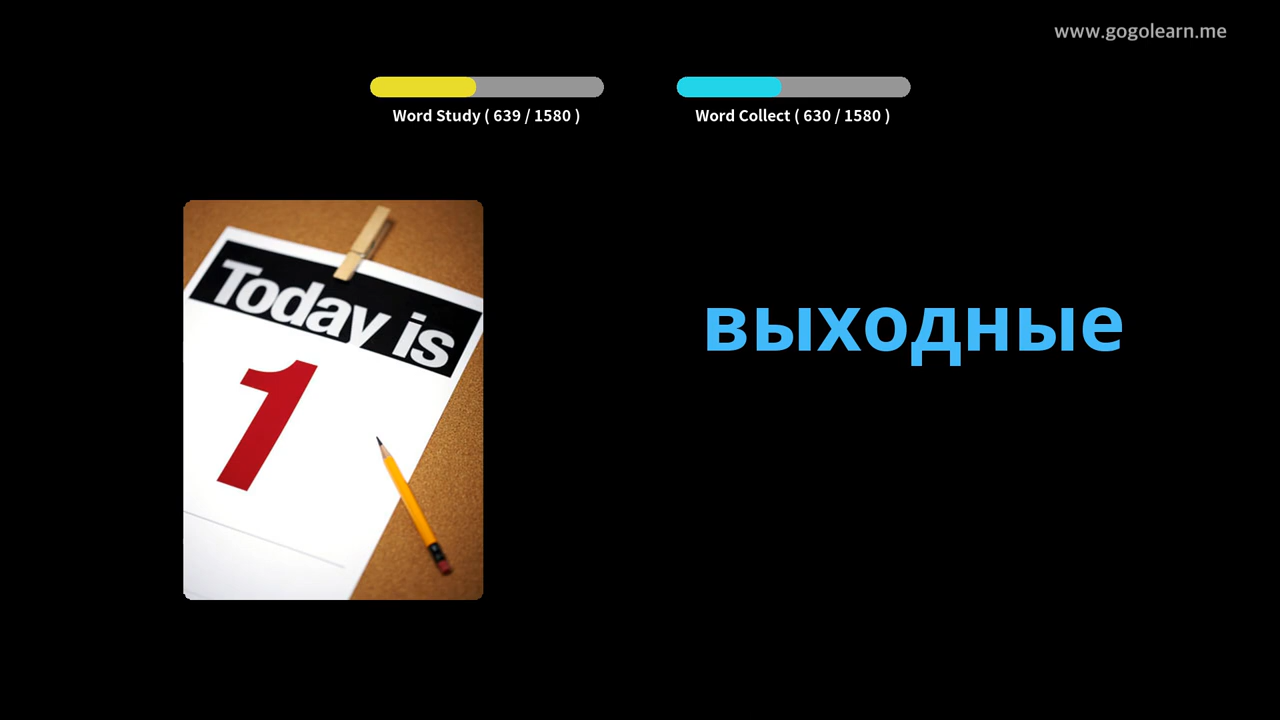 www.gogolearn.me
Word Study ( 639 / 1580 )
Word Collect ( 630 / 1580 )
Today is
1
выходные